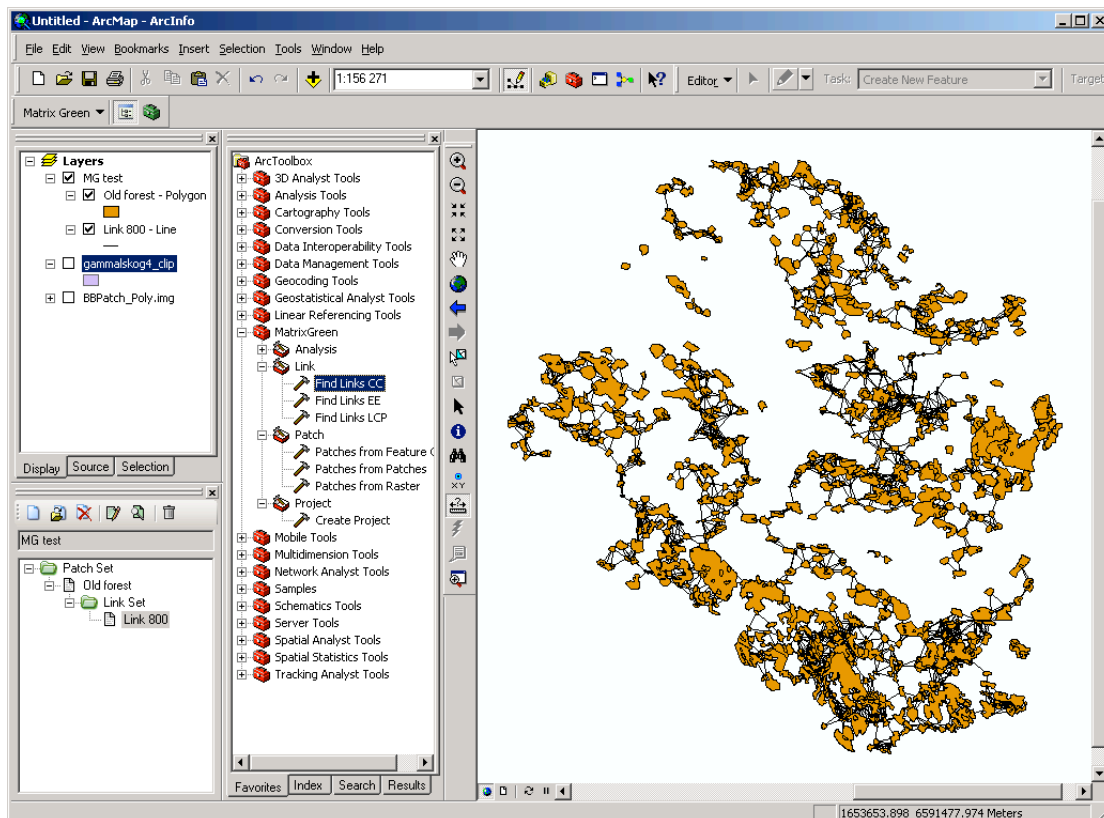 Untitled - ArcMap - ArcInfo
File Edit View Bookmarks Insert Selection Tools Window Help
1:156 271
Editor
Task: Create New Feature
Target
Matrix Green
Layers
MG test
Old forest - Polygon
Link 800 - Line
gammalskog4_clip
BBPatch_Poly.img
Display Source Selection
MG test
Patch Set
Old forest
Link Set
Link 800
ArcToolbox
3D Analyst Tools
Analysis Tools
Cartography Tools
Conversion Tools
Data Interoperability Tools
Data Management Tools
Geocoding Tools
Geostatistical Analyst Tools
Linear Referencing Tools
MatrixGreen
Analysis
Link
Find Links CC
Find Links EE
Find Links LCP
Patch
Patches from Feature C
Patches from Patches
Patches from Raster
Project
Create Project
Mobile Tools
Multidimension Tools
Network Analyst Tools
Samples
Schematics Tools
Server Tools
Spatial Analyst Tools
Spatial Statistics Tools
Tracking Analyst Tools
Favorites Index Search Results
XY
1653653.898 6591477.974 Meters